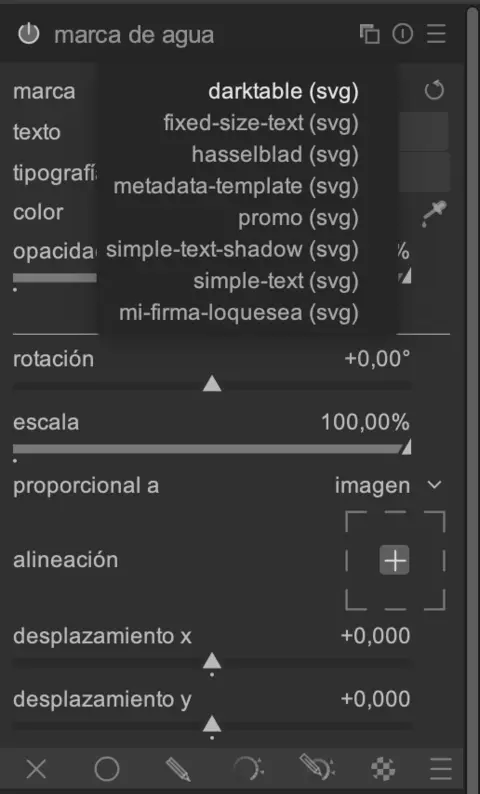 marca de agua
marca
darktable (svg)
fixed-size-text (svg)
texto
hasselblad (svg)
tipografí
metadata-template (svg)
color
promo (svg)
opacida
simple-text-shadow (svg)
%
simple-text (svg)
mi-firma-loquesea (svg)
rotación +0,00°
escala 100,00%
proporcional a imagen
alineación
desplazamiento x +0,000
desplazamiento y +0,000